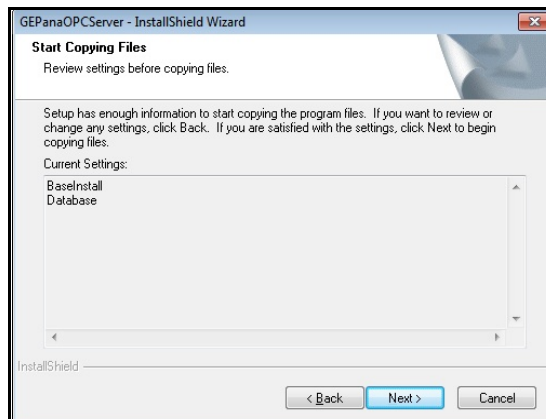 GEPanaOPCServer - InstallShield Wizard
Start Copying Files
Review settings before copying files.
Setup has enough information to start copying the program files. If you want to review or
change any settings, click Back. If you are satisfied with the settings, click Next to begin
copying files.
Current Settings:
BaseInstall
Database
InstallShield
< Back
Next >
Cancel